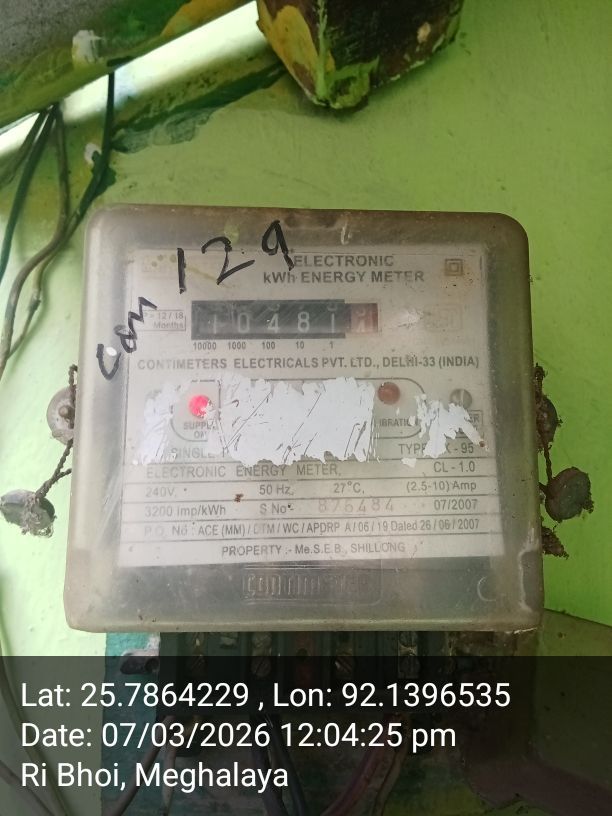 129
Con
ELECTRONIC
kWh ENERGY METER
P > 12 / 18
Months
10481
10000 1000 100 10 1
CONTIMETERS ELECTRICALS PVT. LTD., DELHI-33 (INDIA)
SUPPLY
ON
SINGLE
TYPE
- 95
ELECTRONIC ENERGY METER,
CL - 1.0
240V,
50 Hz,
27°C,
(2.5-10) Amp
3200 imp/kWh
S No
876484
07/2007
P.O. No : ACE (MM) / DTM / WC / APDRP A / 06 / 19 Dated 26 / 06 / 2007
PROPERTY :- Me.S.E.B., SHILLONG
CONTIMETER
Lat: 25.7864229 , Lon: 92.1396535
Date: 07/03/2026 12:04:25 pm
Ri Bhoi, Meghalaya